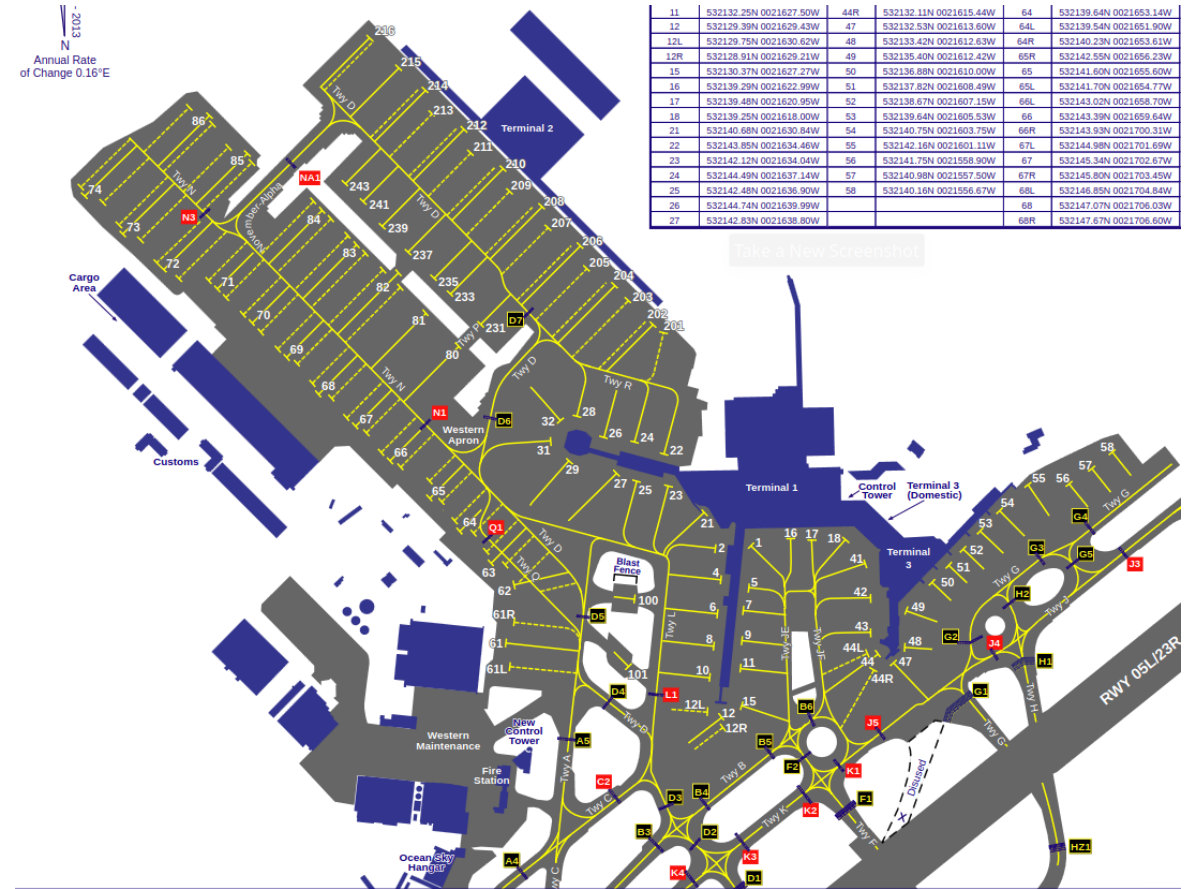 - 2013
N
Annual Rate
of Change 0.16°E
11 532132.25N 0021627.50W 44R 532132.11N 0021615.44W 64 532139.64N 0021653.14W
12 532129.39N 0021629.43W 47 532132.53N 0021613.60W 64L 532139.54N 0021651.90W
12L 532129.75N 0021630.62W 48 532133.42N 0021612.63W 64R 532140.23N 0021653.61W
12R 532128.91N 0021629.21W 49 532135.40N 0021612.42W 65R 532142.55N 0021656.23W
15 532130.37N 0021627.27W 50 532136.88N 0021610.00W 65 532141.60N 0021655.60W
16 532139.29N 0021622.99W 51 532137.82N 0021608.49W 65L 532141.70N 0021654.77W
17 532139.48N 0021620.95W 52 532138.67N 0021607.15W 66L 532143.02N 0021658.70W
18 532139.25N 0021618.00W 53 532139.64N 0021605.53W 66 532143.39N 0021659.64W
21 532140.68N 0021630.84W 54 532140.75N 0021603.75W 66R 532143.93N 0021700.31W
22 532143.85N 0021634.46W 55 532142.16N 0021601.11W 67L 532144.98N 0021701.69W
23 532142.12N 0021634.04W 56 532141.75N 0021558.90W 67 532145.34N 0021702.67W
24 532144.49N 0021637.14W 57 532140.98N 0021557.50W 67R 532145.80N 0021703.45W
25 532142.48N 0021636.90W 58 532140.16N 0021556.67W 68L 532146.85N 0021704.84W
26 532144.74N 0021639.99W 68 532147.07N 0021706.03W
27 532142.83N 0021638.80W 68R 532147.67N 0021706.60W
Take a New Screenshot
216
215
214
213
212
211
210
209
208
207
206
205
204
203
202
201
Terminal 2
Twy D
86
85
NA1
Twy N
74
N3
November-Alpha
73
72
71
70
69
68
67
66
65
64
63
62
84
83
82
81
80
243
241
239
237
235
233
231
Twy D
Twy P
D7
Twy D
Twy R
Twy N
Cargo
Area
Customs
N1
Western
Apron
D6
32
31
28
26
24
22
29
27
25
23
21
Q1
Twy D
Twy Q
Terminal 1
Control
Tower
Terminal 3
(Domestic)
Terminal
3
58
57
56
55
54
53
52
51
50
49
48
47
Twy G
G4
G3
G5
J3
H2
Twy G
Twy J
G2
J4
H1
Twy H
G1
Twy G
RWY 05L/23R
Blast
Fence
100
101
61R
61
61L
D5
Twy L
2
4
6
8
10
12L
12
12R
1
5
7
9
11
15
16
17
18
41
42
43
44L
44
44R
Twy JE
Twy JF
D4
Twy D
L1
B6
J5
B5
F2
K1
Twy B
New
Control
Tower
Western
Maintenance
A5
Twy A
Fire
Station
C2
Twy C
D3
B4
K2
F1
Twy K
Twy F
Disused
X
B3
D2
K3
HZ1
Ocean Sky
Hangar
A4
Twy C
K4
D1